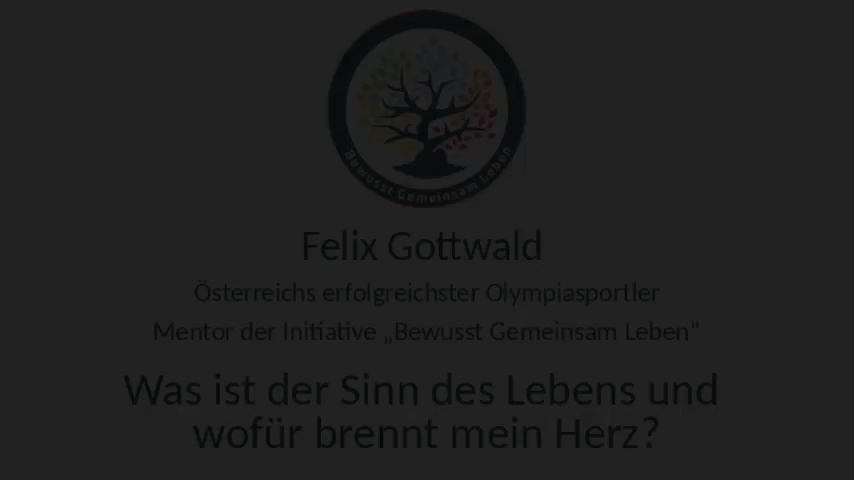 Bewusst Gemeinsam Leben
Felix Gottwald
Österreichs erfolgreichster Olympiasportler
Mentor der Initiative „Bewusst Gemeinsam Leben“
Was ist der Sinn des Lebens und
wofür brennt mein Herz?